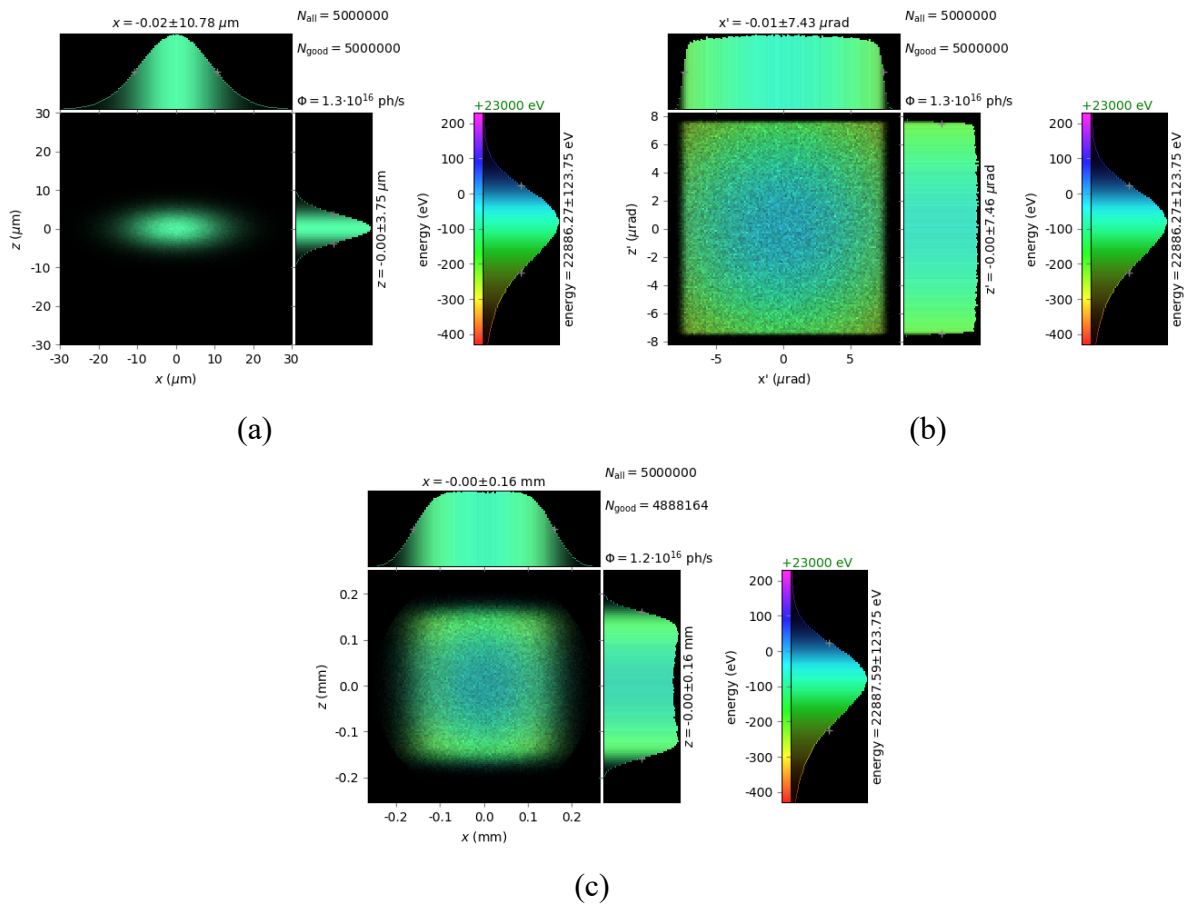 x = -0.02±10.78 μm
N_all = 5000000
N_good = 5000000
Φ = 1.3·10^16 ph/s
z (μm)
30
20
10
0
-10
-20
-30
-30 -20 -10 0 10 20 30
x (μm)
z = -0.00±3.75 μm
+23000 eV
energy (eV)
200
100
0
-100
-200
-300
-400
energy = 22886.27±123.75 eV
(a)
x' = -0.01±7.43 μrad
N_all = 5000000
N_good = 5000000
Φ = 1.3·10^16 ph/s
z' (μrad)
8
6
4
2
0
-2
-4
-6
-8
-5 0 5
x' (μrad)
z' = -0.00±7.46 μrad
+23000 eV
energy (eV)
200
100
0
-100
-200
-300
-400
energy = 22886.27±123.75 eV
(b)
x = -0.00±0.16 mm
N_all = 5000000
N_good = 4888164
Φ = 1.2·10^16 ph/s
z (mm)
0.2
0.1
0.0
-0.1
-0.2
-0.2 -0.1 0.0 0.1 0.2
x (mm)
z = -0.00±0.16 mm
+23000 eV
energy (eV)
200
100
0
-100
-200
-300
-400
energy = 22887.59±123.75 eV
(c)